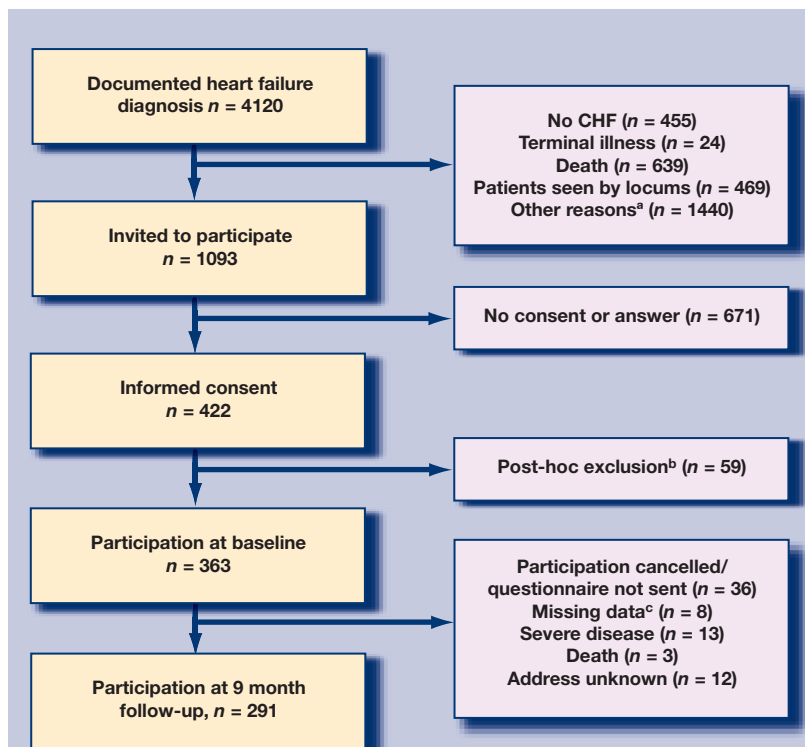 Documented heart failure
diagnosis n = 4120
No CHF (n = 455)
Terminal illness (n = 24)
Death (n = 639)
Patients seen by locums (n = 469)
Other reasonsᵃ (n = 1440)
Invited to participate
n = 1093
No consent or answer (n = 671)
Informed consent
n = 422
Post-hoc exclusionᵇ (n = 59)
Participation at baseline
n = 363
Participation cancelled/
questionnaire not sent (n = 36)
Missing dataᶜ (n = 8)
Severe disease (n = 13)
Death (n = 3)
Address unknown (n = 12)
Participation at 9 month
follow-up, n = 291